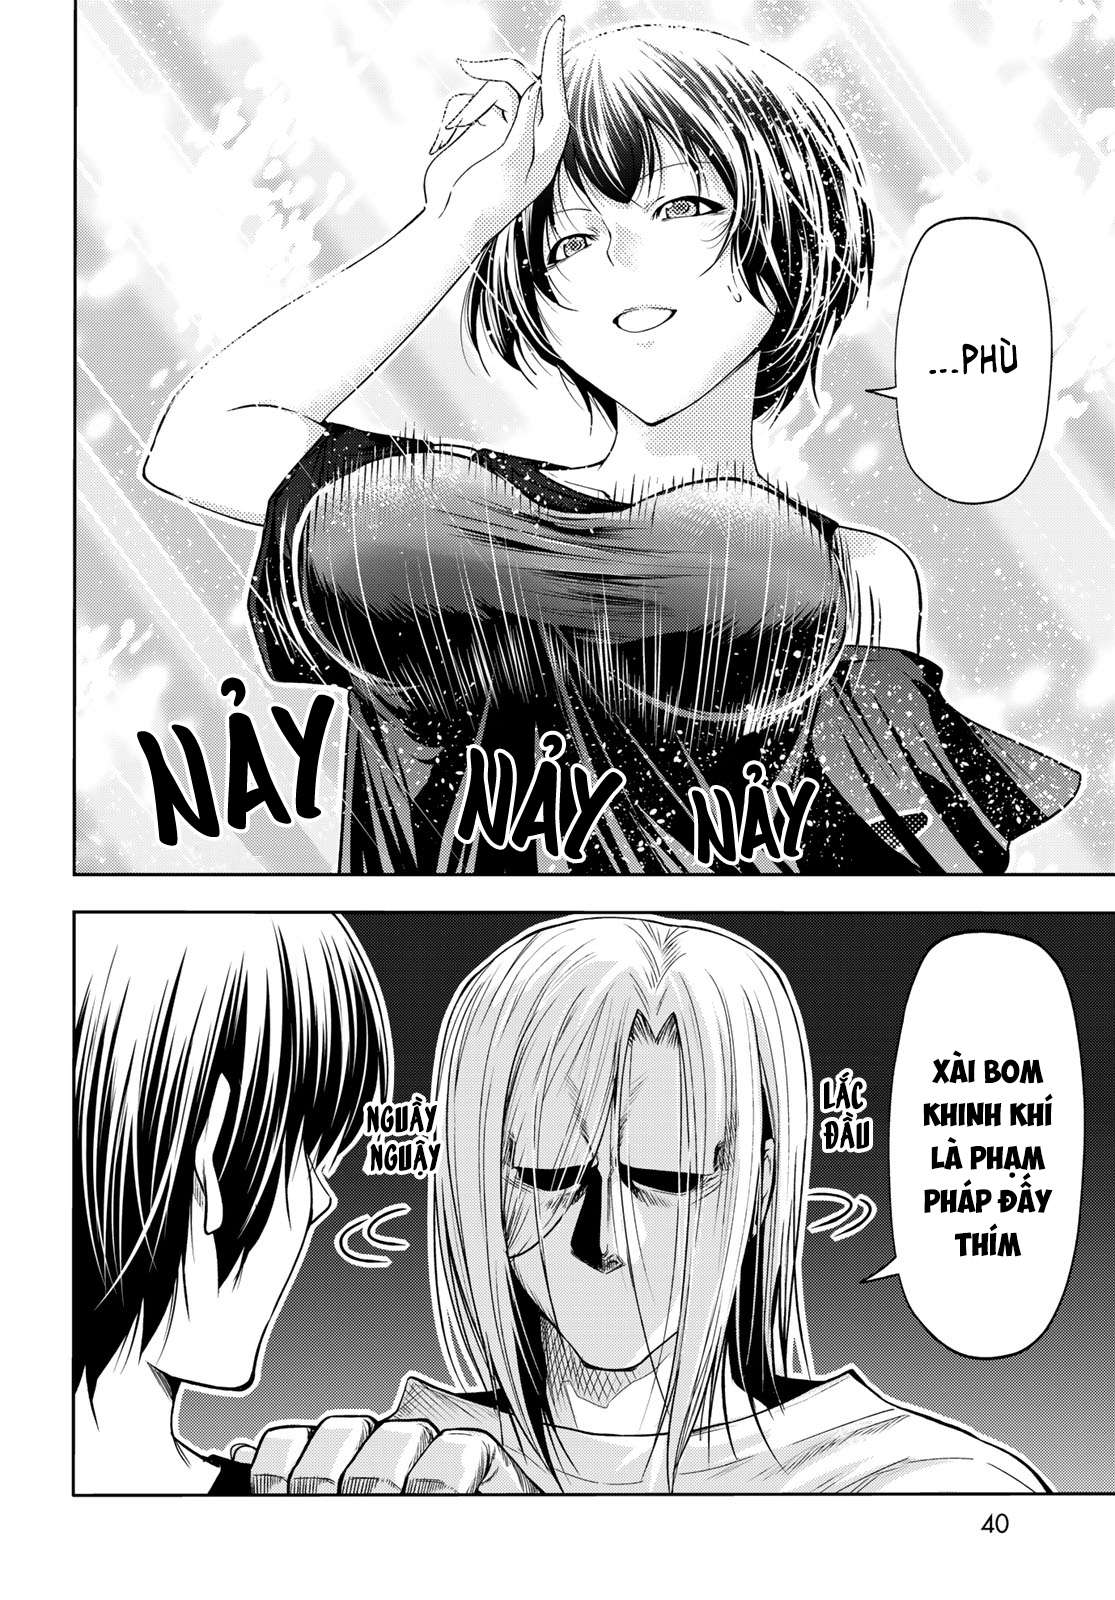 ...PHÙ
NẢY
NẢY
NẢY
XÀI BOM
KHINH KHÍ
LÀ PHẠM
PHÁP ĐẤY
THÍM
LẮC
ĐẦU
NGUẦY
NGUẬY
40